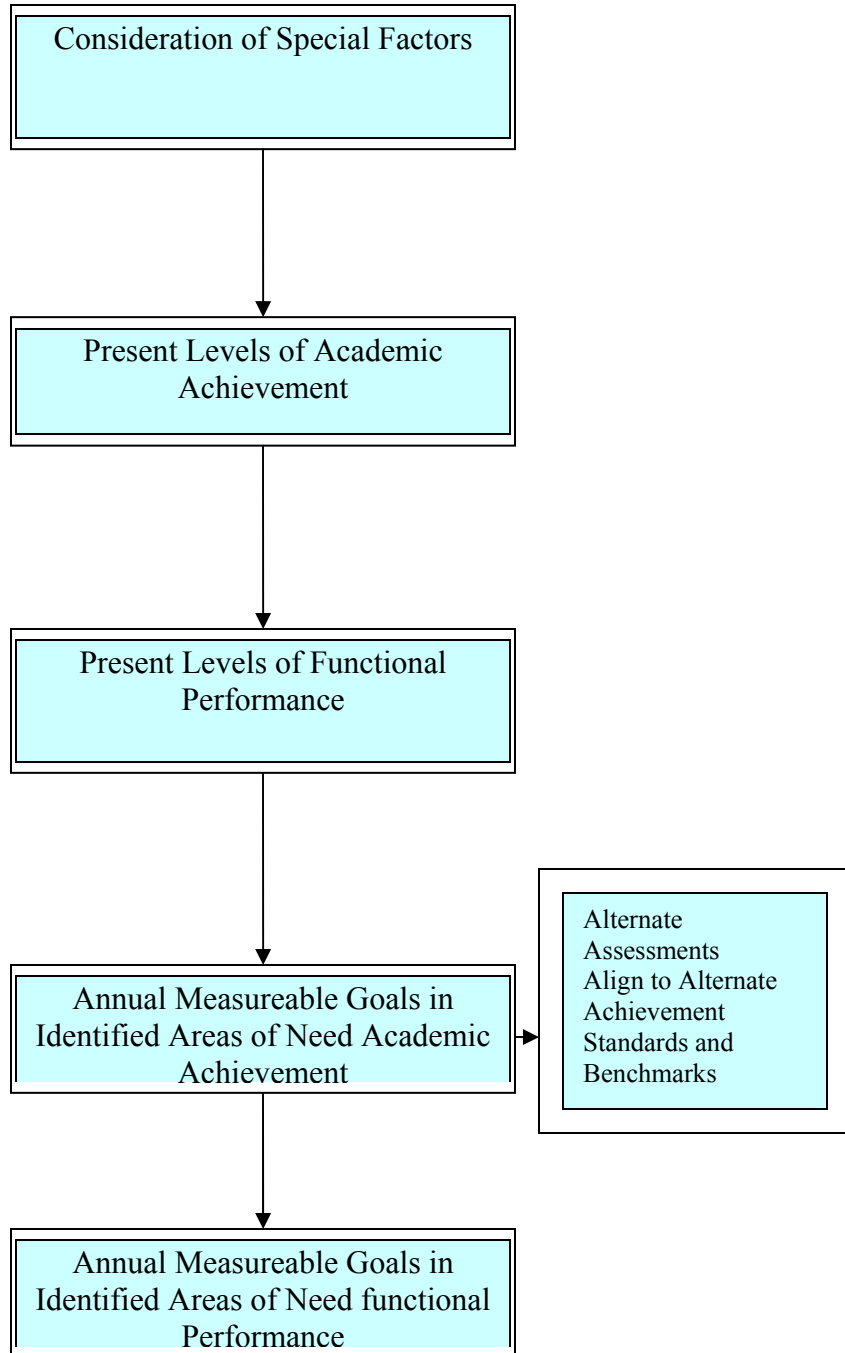 Consideration of Special Factors
Present Levels of Academic
Achievement
Present Levels of Functional
Performance
Annual Measureable Goals in
Identified Areas of Need Academic
Achievement
Alternate
Assessments
Align to Alternate
Achievement
Standards and
Benchmarks
Annual Measureable Goals in
Identified Areas of Need functional
Performance